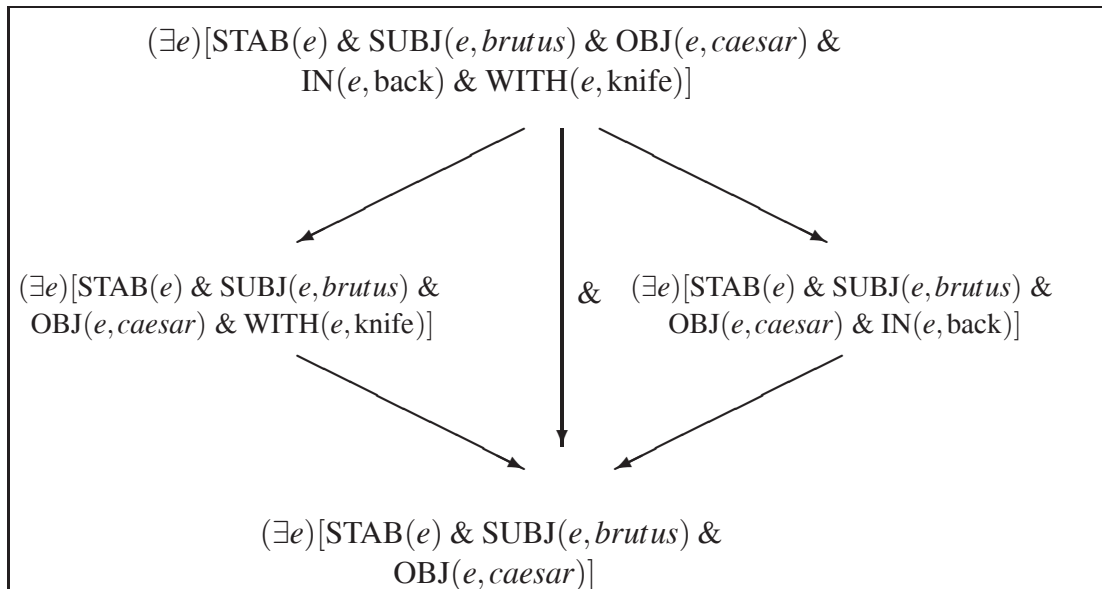 (∃e)[STAB(e) & SUBJ(e,brutus) & OBJ(e,caesar) &
IN(e,back) & WITH(e,knife)]
(∃e)[STAB(e) & SUBJ(e,brutus) &
OBJ(e,caesar) & WITH(e,knife)]
&
(∃e)[STAB(e) & SUBJ(e,brutus) &
OBJ(e,caesar) & IN(e,back)]
(∃e)[STAB(e) & SUBJ(e,brutus) &
OBJ(e,caesar)]